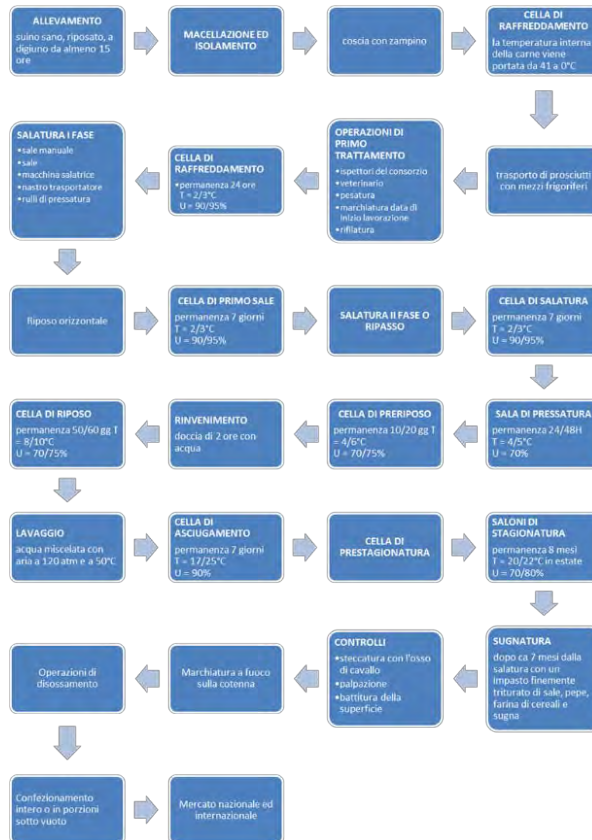 ALLEVAMENTO
suino sano, riposato, a
digiuno da almeno 15
ore
MACELLAZIONE ED
ISOLAMENTO
coscia con zampino
CELLA DI
RAFFREDDAMENTO
la temperatura interna
della carne viene
portata da 41 a 0°C
trasporto di prosciutti
con mezzi frigoriferi
OPERAZIONI DI
PRIMO
TRATTAMENTO
•ispettori del consorzio
•veterinario
•pesatura
•marchiatura data di
inizio lavorazione
•rifilatura
CELLA DI
RAFFREDDAMENTO
•permanenza 24 ore
T = 2/3°C
U = 90/95%
SALATURA I FASE
•sale manuale
•sale
•macchina salatrice
•nastro trasportatore
•rulli di pressatura
Riposo orizzontale
CELLA DI PRIMO SALE
permanenza 7 giorni
T = 2/3°C
U = 90/95%
SALATURA II FASE O
RIPASSO
CELLA DI SALATURA
permanenza 7 giorni
T = 2/3°C
U = 90/95%
SALA DI PRESSATURA
permanenza 24/48H
T = 4/5°C
U = 70%
CELLA DI PRERIPOSO
permanenza 10/20 gg T
= 4/6°C
U = 70/75%
RINVENIMENTO
doccia di 2 ore con
acqua
CELLA DI RIPOSO
permanenza 50/60 gg T
= 8/10°C
U = 70/75%
LAVAGGIO
acqua miscelata con
aria a 120 atm e a 50°C
CELLA DI
ASCIUGAMENTO
permanenza 7 giorni
T = 17/25°C
U = 90%
CELLA DI
PRESTAGIONATURA
SALONI DI
STAGIONATURA
permanenza 8 mesi
T = 20/22°C in estate
U = 70/80%
SUGNATURA
dopo ca 7 mesi dalla
salatura con un
impasto finemente
triturato di sale, pepe,
farina di cereali e
sugna
CONTROLLI
•steccatura con l'osso
di cavallo
•palpazione
•battitura della
superficie
Marchiatura a fuoco
sulla cotenna
Operazioni di
disossamento
Confezionamento
intero o in porzioni
sotto vuoto
Mercato nazionale ed
internazionale